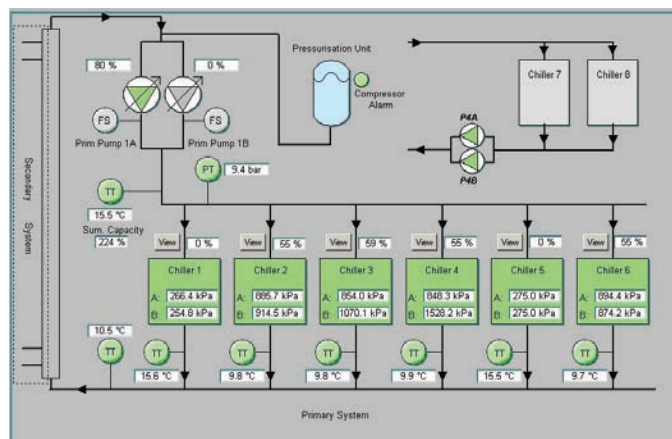 80 %
0 %
Pressurisation Unit
Chiller 7
Chiller 8
Compressor
Alarm
P4A
P4B
FS
FS
Prim Pump 1A
Prim Pump 1B
PT
9.4 bar
TT
15.5 °C
Sum. Capacity
224 %
Secondary
System
View
0 %
View
55 %
View
59 %
View
55 %
View
0 %
View
55 %
Chiller 1
A: 266.4 kPa
B: 254.8 kPa
Chiller 2
A: 885.7 kPa
B: 914.5 kPa
Chiller 3
A: 854.0 kPa
B: 1070.1 kPa
Chiller 4
A: 848.3 kPa
B: 1528.2 kPa
Chiller 5
A: 275.0 kPa
B: 275.0 kPa
Chiller 6
A: 894.4 kPa
B: 874.2 kPa
10.5 °C
TT
TT
15.6 °C
TT
9.8 °C
TT
9.8 °C
TT
9.9 °C
TT
15.5 °C
TT
9.7 °C
Primary System